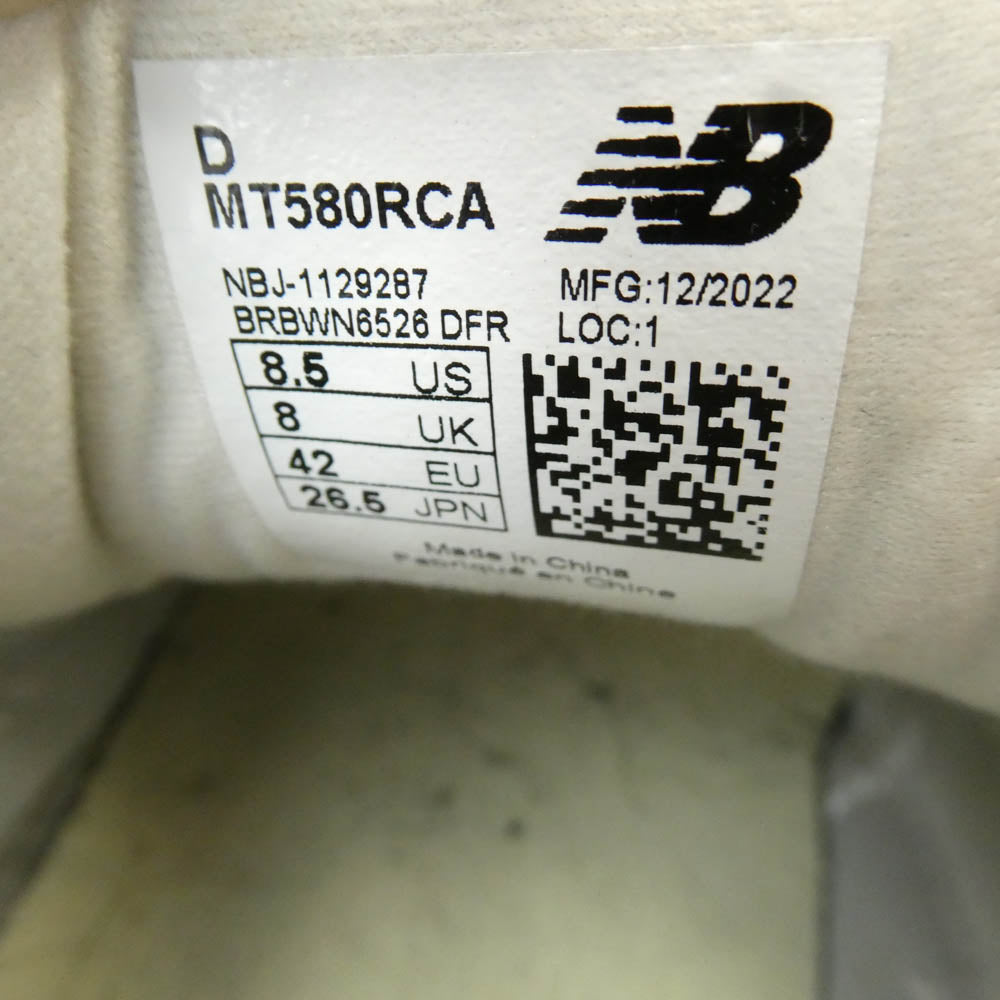 D
NB
MT580RCA
NBJ-1129287
MFG:12/2022
BRBWN6526 DFR
LOC:1
8.5 US
8 UK
42 EU
26.5 JPN
Made in China
Fabriqué en Chine